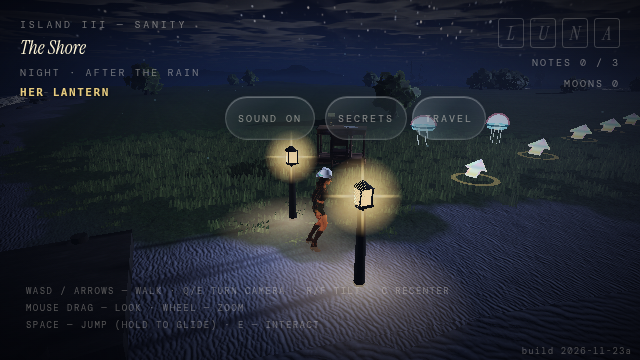 ISLAND III — SANITY
The Shore
NIGHT · AFTER THE RAIN
HER LANTERN
LUNA
NOTES 0 / 3
MOONS 0
SOUND ON
SECRETS
TRAVEL
WASD / ARROWS — WALK · Q/E TURN CAMERA · R/F TILT · C RECENTER
MOUSE DRAG — LOOK · WHEEL — ZOOM
SPACE — JUMP (HOLD TO GLIDE) · E — INTERACT
build 2026-11-23a